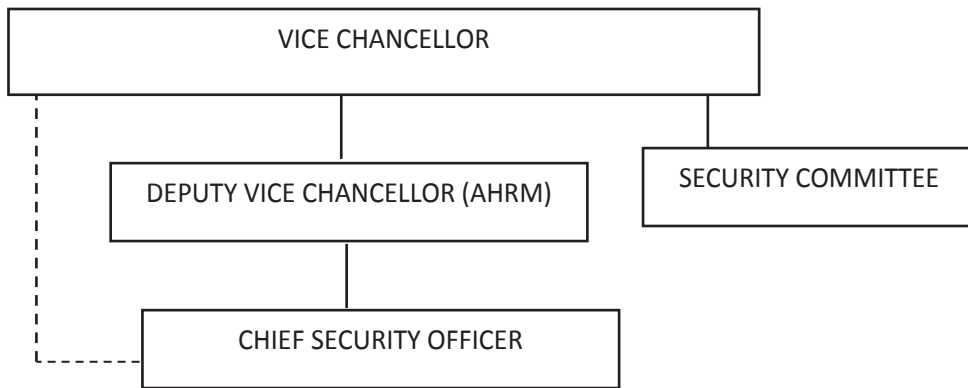 VICE CHANCELLOR
DEPUTY VICE CHANCELLOR (AHRM)
SECURITY COMMITTEE
CHIEF SECURITY OFFICER